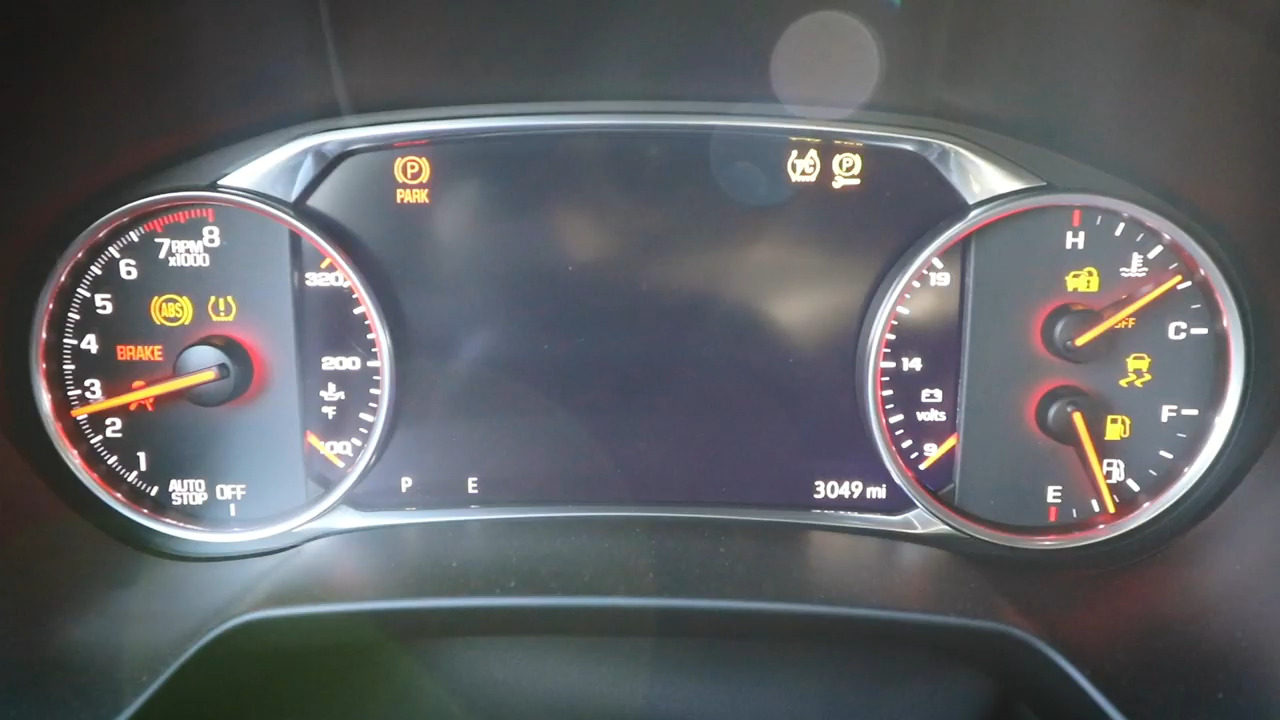 P
PARK
TC
P
8
7
RPM
x1000
6
5
4
3
2
1
ABS
!
BRAKE
AUTO
STOP
OFF
320
200
°F
100
P
E
3049 mi
19
14
volts
9
H
OFF
C
F
E